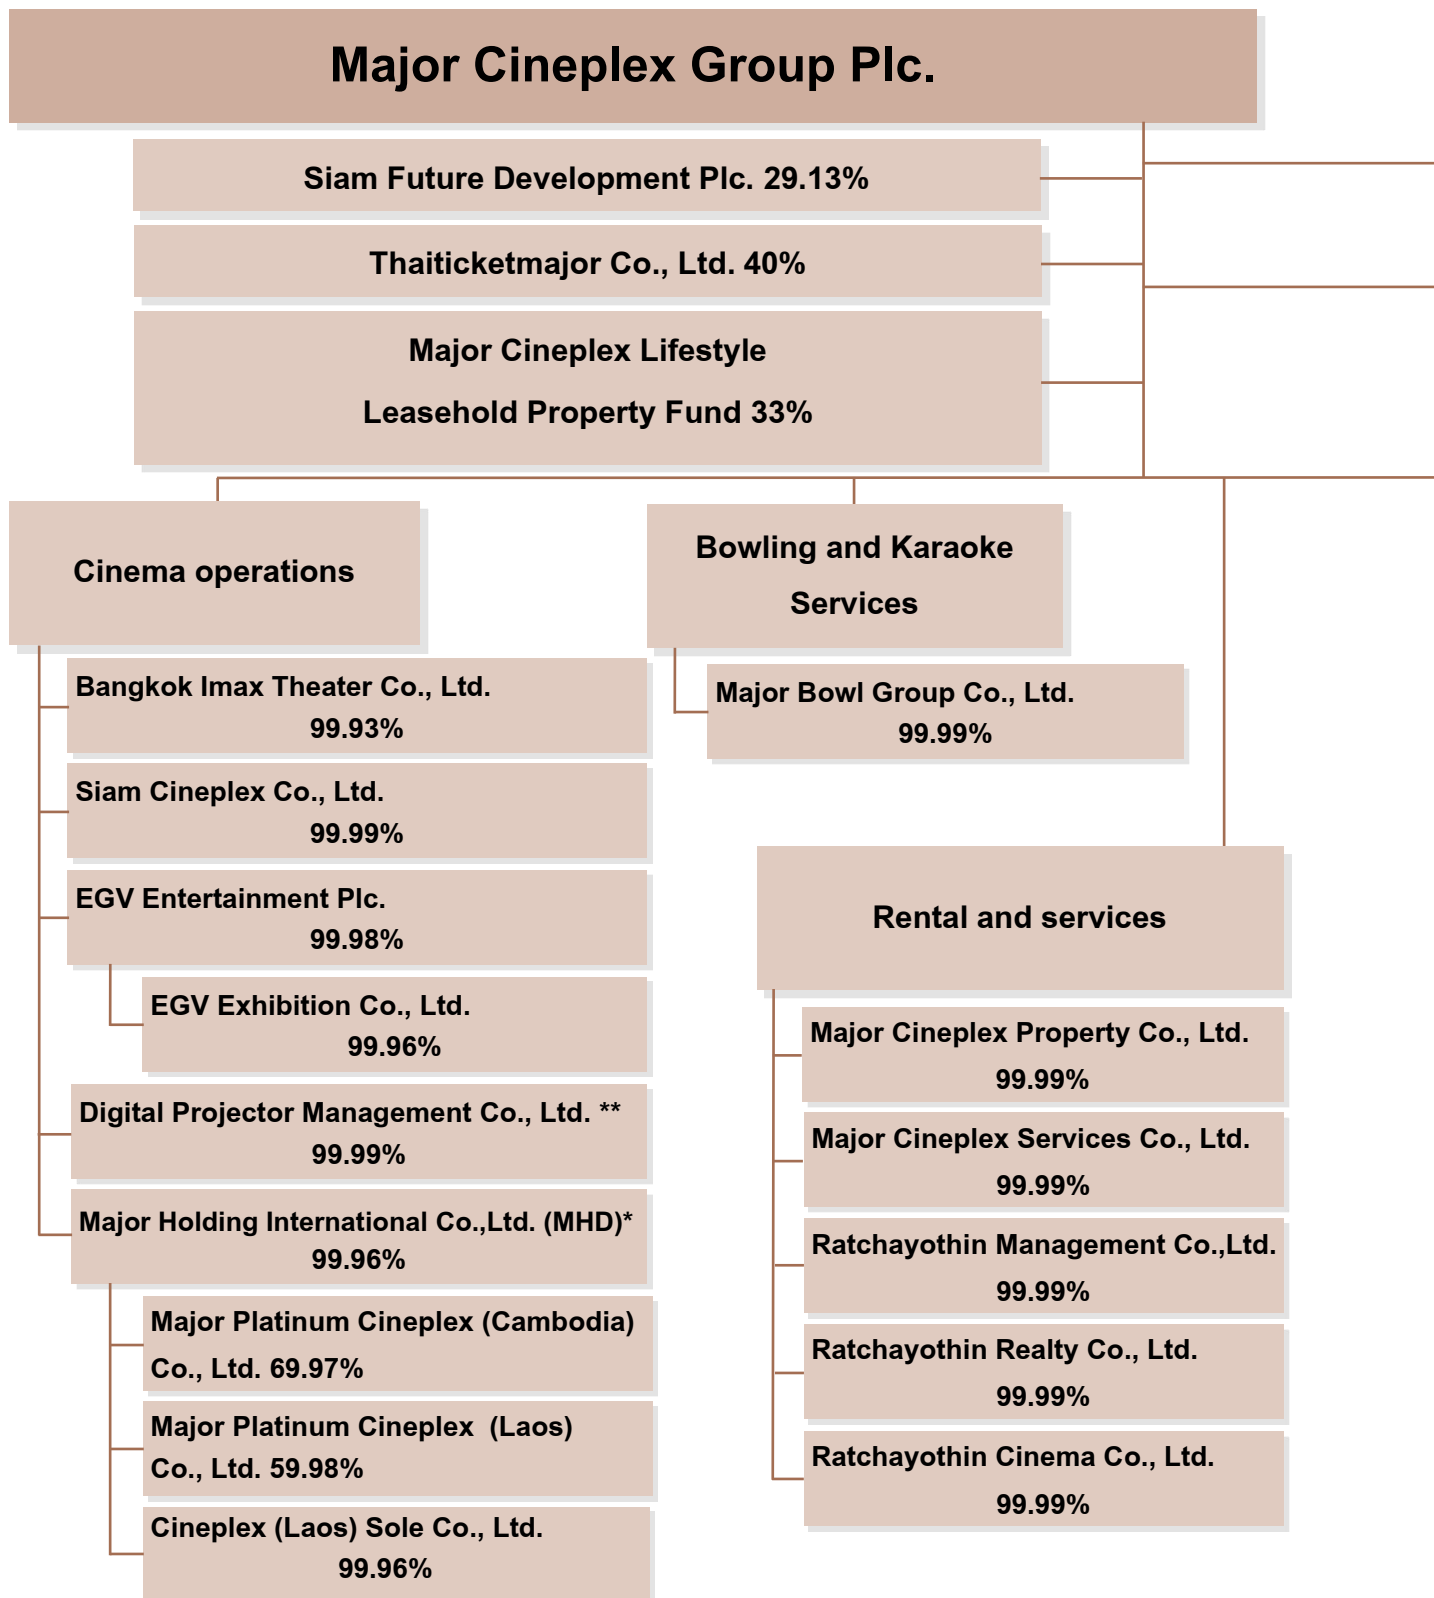 Major Cineplex Group Plc.
Siam Future Development Plc. 29.13%
Thaiticketmajor Co., Ltd. 40%
Major Cineplex Lifestyle
Leasehold Property Fund 33%
Cinema operations
Bangkok Imax Theater Co., Ltd.
99.93%
Siam Cineplex Co., Ltd.
99.99%
EGV Entertainment Plc.
99.98%
EGV Exhibition Co., Ltd.
99.96%
Digital Projector Management Co., Ltd. **
99.99%
Major Holding International Co.,Ltd. (MHD)*
99.96%
Major Platinum Cineplex (Cambodia)
Co., Ltd. 69.97%
Major Platinum Cineplex  (Laos)
Co., Ltd. 59.98%
Cineplex (Laos) Sole Co., Ltd.
99.96%
Bowling and Karaoke
Services
Major Bowl Group Co., Ltd.
99.99%
Rental and services
Major Cineplex Property Co., Ltd.
99.99%
Major Cineplex Services Co., Ltd.
99.99%
Ratchayothin Management Co.,Ltd.
99.99%
Ratchayothin Realty Co., Ltd.
99.99%
Ratchayothin Cinema Co., Ltd.
99.99%